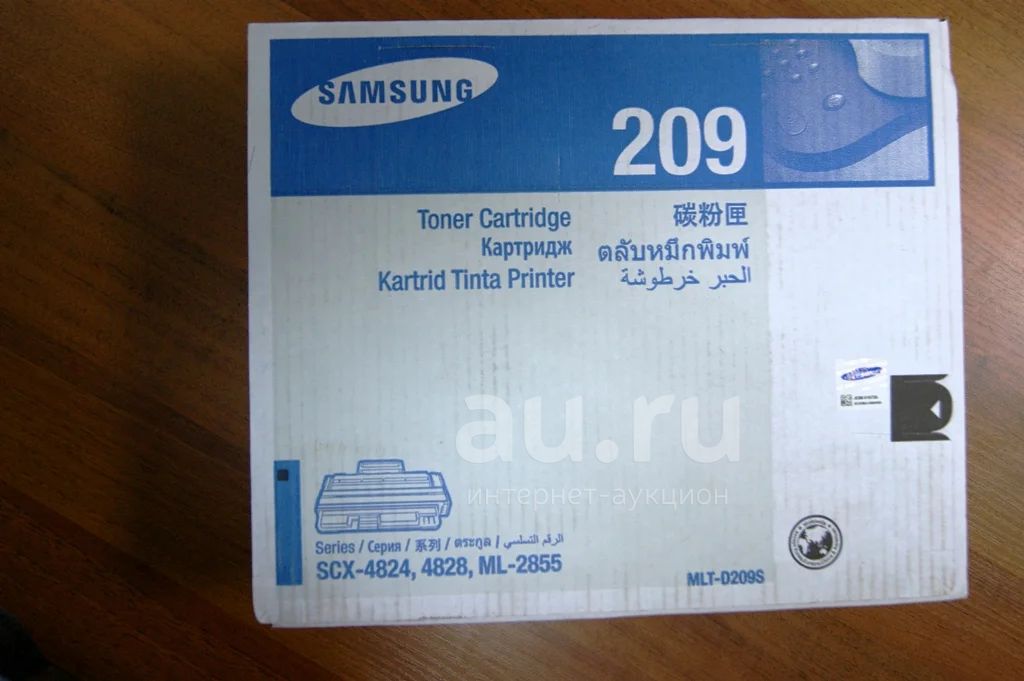 SAMSUNG
209
Toner Cartridge
Картридж
Kartrid Tinta Printer
碳粉匣
ตลับหมึกพิมพ์
الحبر خرطوشة
au.ru
интернет-аукцион
Series / Серия / 系列 / ตระกูล / الرقم التسلسي
SCX-4824, 4828, ML-2855
MLT-D209S